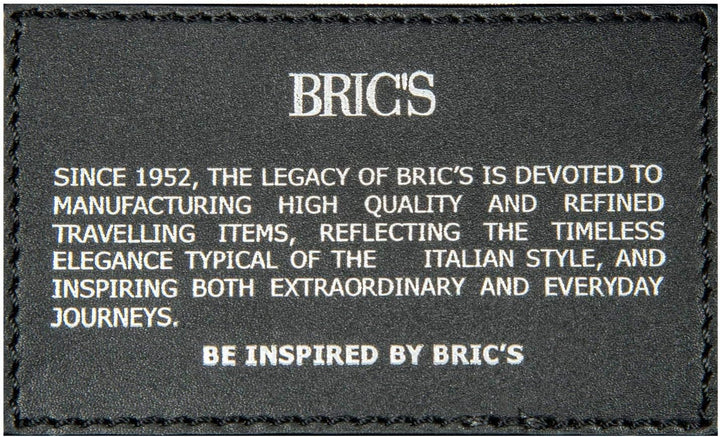 BRIC'S
SINCE 1952, THE LEGACY OF BRIC'S IS DEVOTED TO
MANUFACTURING HIGH QUALITY AND REFINED
TRAVELLING ITEMS, REFLECTING THE TIMELESS
ELEGANCE TYPICAL OF THE ITALIAN STYLE, AND
INSPIRING BOTH EXTRAORDINARY AND EVERYDAY
JOURNEYS.
BE INSPIRED BY BRIC'S